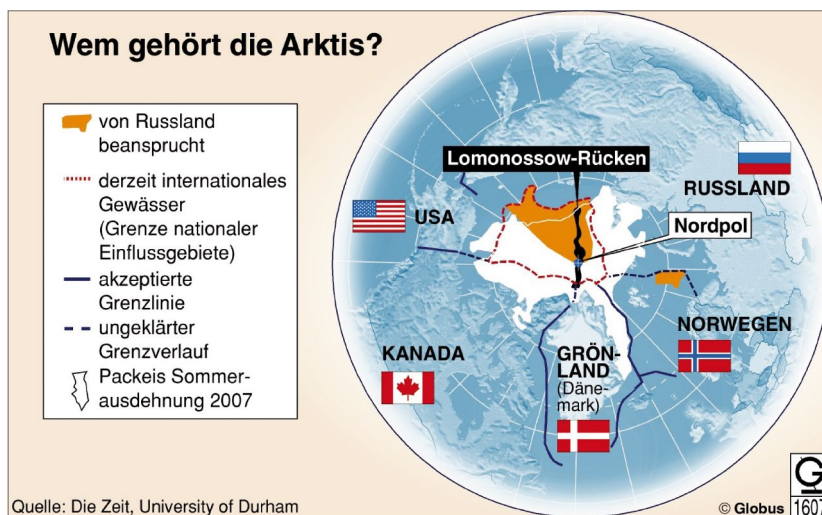 Wem gehört die Arktis?
von Russland
beansprucht
derzeit internationales
Gewässer
(Grenze nationaler
Einflussgebiete)
akzeptierte
Grenzlinie
ungeklärter
Grenzverlauf
Packeis Sommer-
ausdehnung 2007
Lomonossow-Rücken
RUSSLAND
USA
Nordpol
NORWEGEN
KANADA
GRÖN-
LAND
(Däne-
mark)
Quelle: Die Zeit, University of Durham
© Globus
G
1607